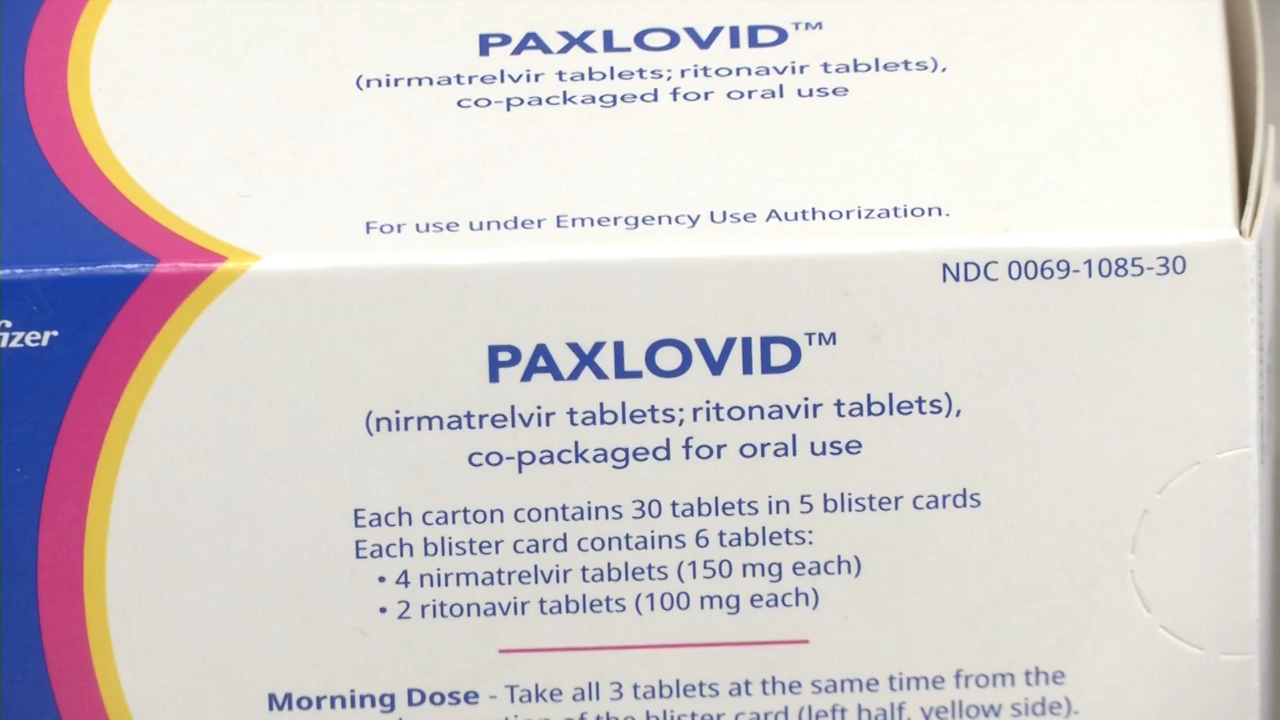 PAXLOVID™
(nirmatrelvir tablets; ritonavir tablets),
co-packaged for oral use
For use under Emergency Use Authorization.
NDC 0069-1085-30
izer
PAXLOVID™
(nirmatrelvir tablets; ritonavir tablets),
co-packaged for oral use
Each carton contains 30 tablets in 5 blister cards
Each blister card contains 6 tablets:
• 4 nirmatrelvir tablets (150 mg each)
• 2 ritonavir tablets (100 mg each)
Morning Dose - Take all 3 tablets at the same time from the
of the blister card (left half, yellow side).